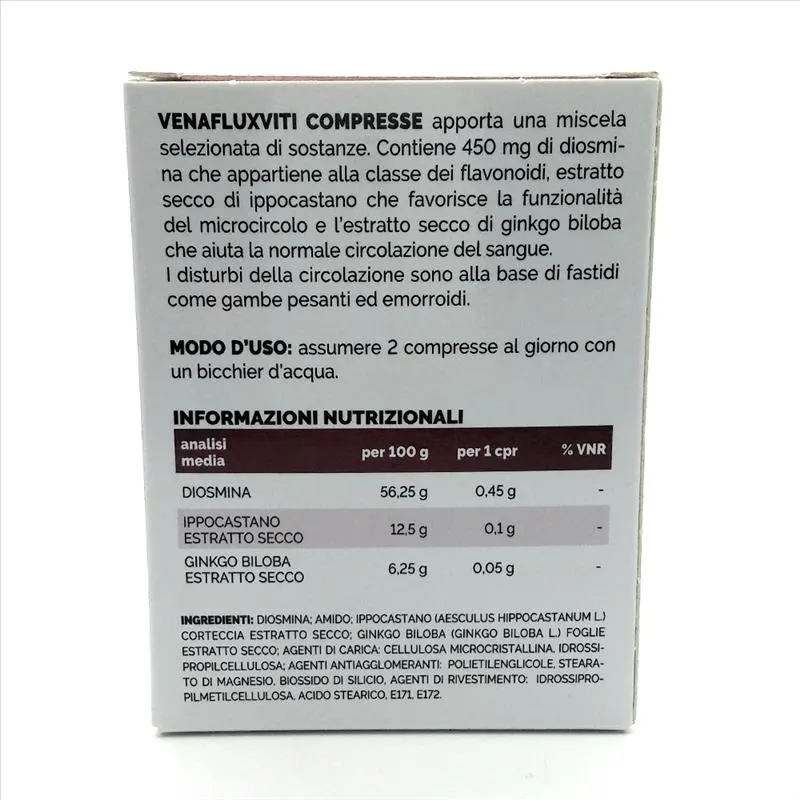 VENAFLUXVITI COMPRESSE apporta una miscela
selezionata di sostanze. Contiene 450 mg di diosmi-
na che appartiene alla classe dei flavonoidi, estratto
secco di ippocastano che favorisce la funzionalità
del microcircolo e l'estratto secco di ginkgo biloba
che aiuta la normale circolazione del sangue.
I disturbi della circolazione sono alla base di fastidi
come gambe pesanti ed emorroidi.
MODO D'USO: assumere 2 compresse al giorno con
un bicchier d'acqua.
INFORMAZIONI NUTRIZIONALI
analisi
media per 100 g per 1 cpr % VNR
DIOSMINA 56,25 g 0,45 g -
IPPOCASTANO
ESTRATTO SECCO 12,5 g 0,1 g -
GINKGO BILOBA
ESTRATTO SECCO 6,25 g 0,05 g -
INGREDIENTI: DIOSMINA; AMIDO; IPPOCASTANO (AESCULUS HIPPOCASTANUM L.)
CORTECCIA ESTRATTO SECCO; GINKGO BILOBA (GINKGO BILOBA L.) FOGLIE
ESTRATTO SECCO; AGENTI DI CARICA: CELLULOSA MICROCRISTALLINA, IDROSSI-
PROPILCELLULOSA; AGENTI ANTIAGGLOMERANTI: POLIETILENGLICOLE, STEARA-
TO DI MAGNESIO, BIOSSIDO DI SILICIO, AGENTI DI RIVESTIMENTO: IDROSSIPRO-
PILMETILCELLULOSA, ACIDO STEARICO, E171, E172.